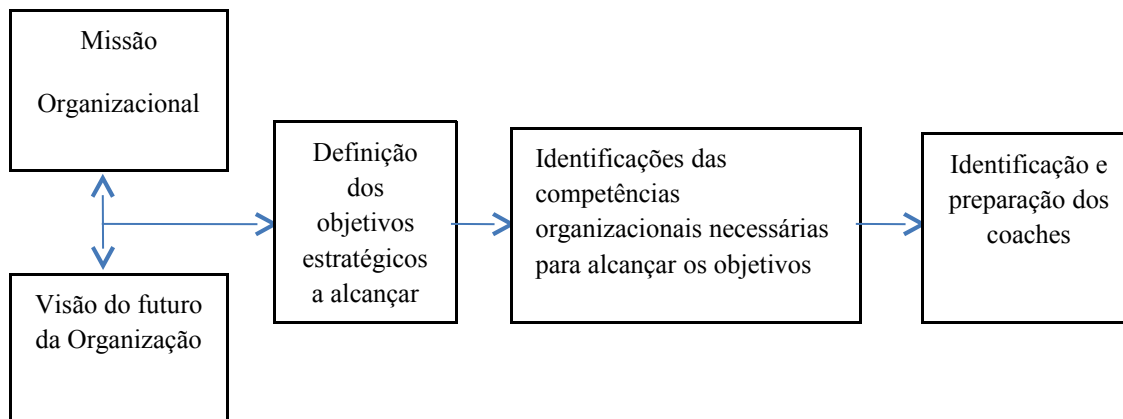 Missão
Organizacional
Visão do futuro
da Organização
Definição
dos
objetivos
estratégicos
a alcançar
Identificações das
competências
organizacionais necessárias
para alcançar os objetivos
Identificação e
preparação dos
coaches